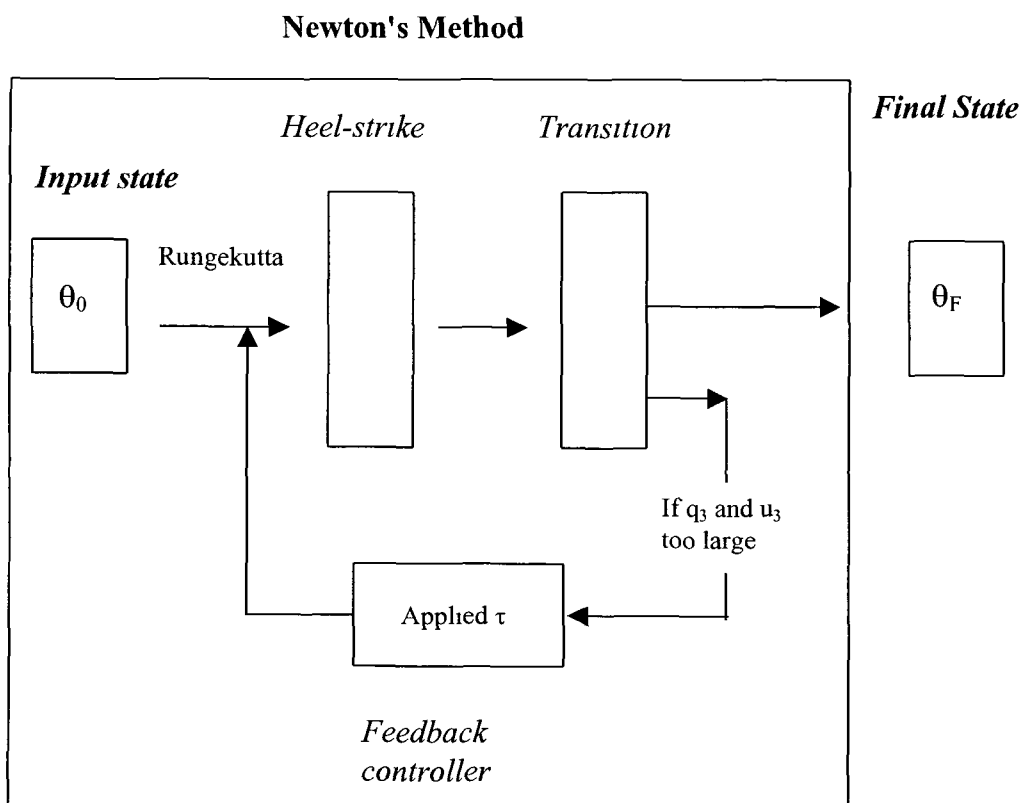 Newton's Method
Final State
Heel-strike
Transition
Input state
Rungekutta
θ₀
θF
If q₃ and u₃
too large
Applied τ
Feedback
controller